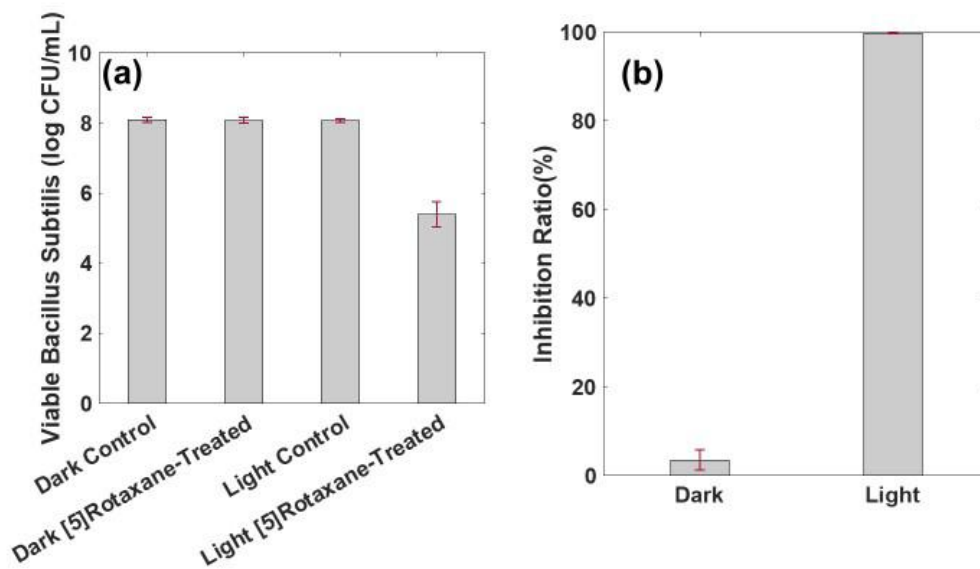 (a)
Viable Bacillus Subtilis (log CFU/mL)
10
8
6
4
2
0
Dark Control
Dark [5]Rotaxane-Treated
Light Control
Light [5]Rotaxane-Treated
(b)
Inhibition Ratio(%)
100
80
60
40
20
0
Dark
Light